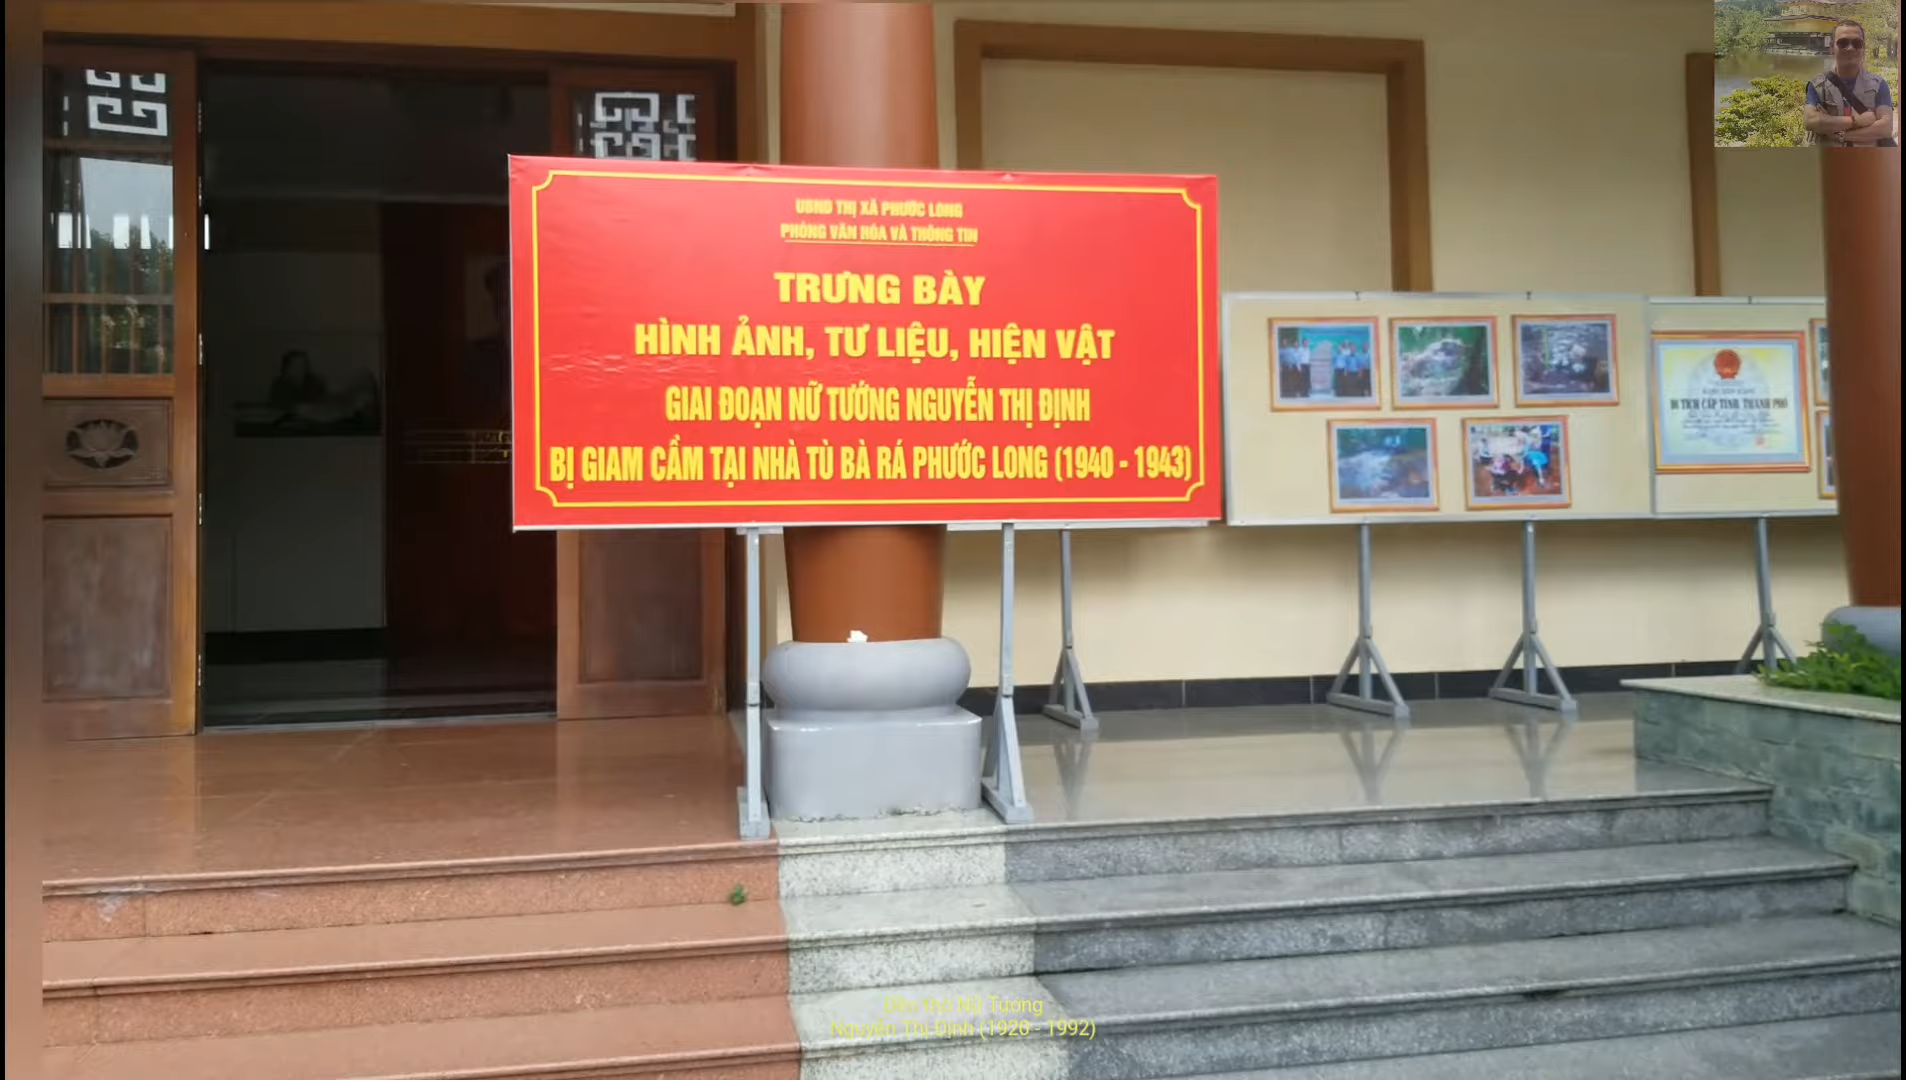 UBND THỊ XÃ PHƯỚC LONG
PHÒNG VĂN HÓA VÀ THÔNG TIN
TRƯNG BÀY
HÌNH ẢNH, TƯ LIỆU, HIỆN VẬT
GIAI ĐOẠN NỮ TƯỚNG NGUYỄN THỊ ĐỊNH
BỊ GIAM CẦM TẠI NHÀ TÙ BÀ RÁ PHƯỚC LONG (1940 - 1943)
DI TÍCH CẤP TỈNH, THÀNH PHỐ
Đền thờ Nữ Tướng
Nguyễn Thị Định (1920 - 1992)